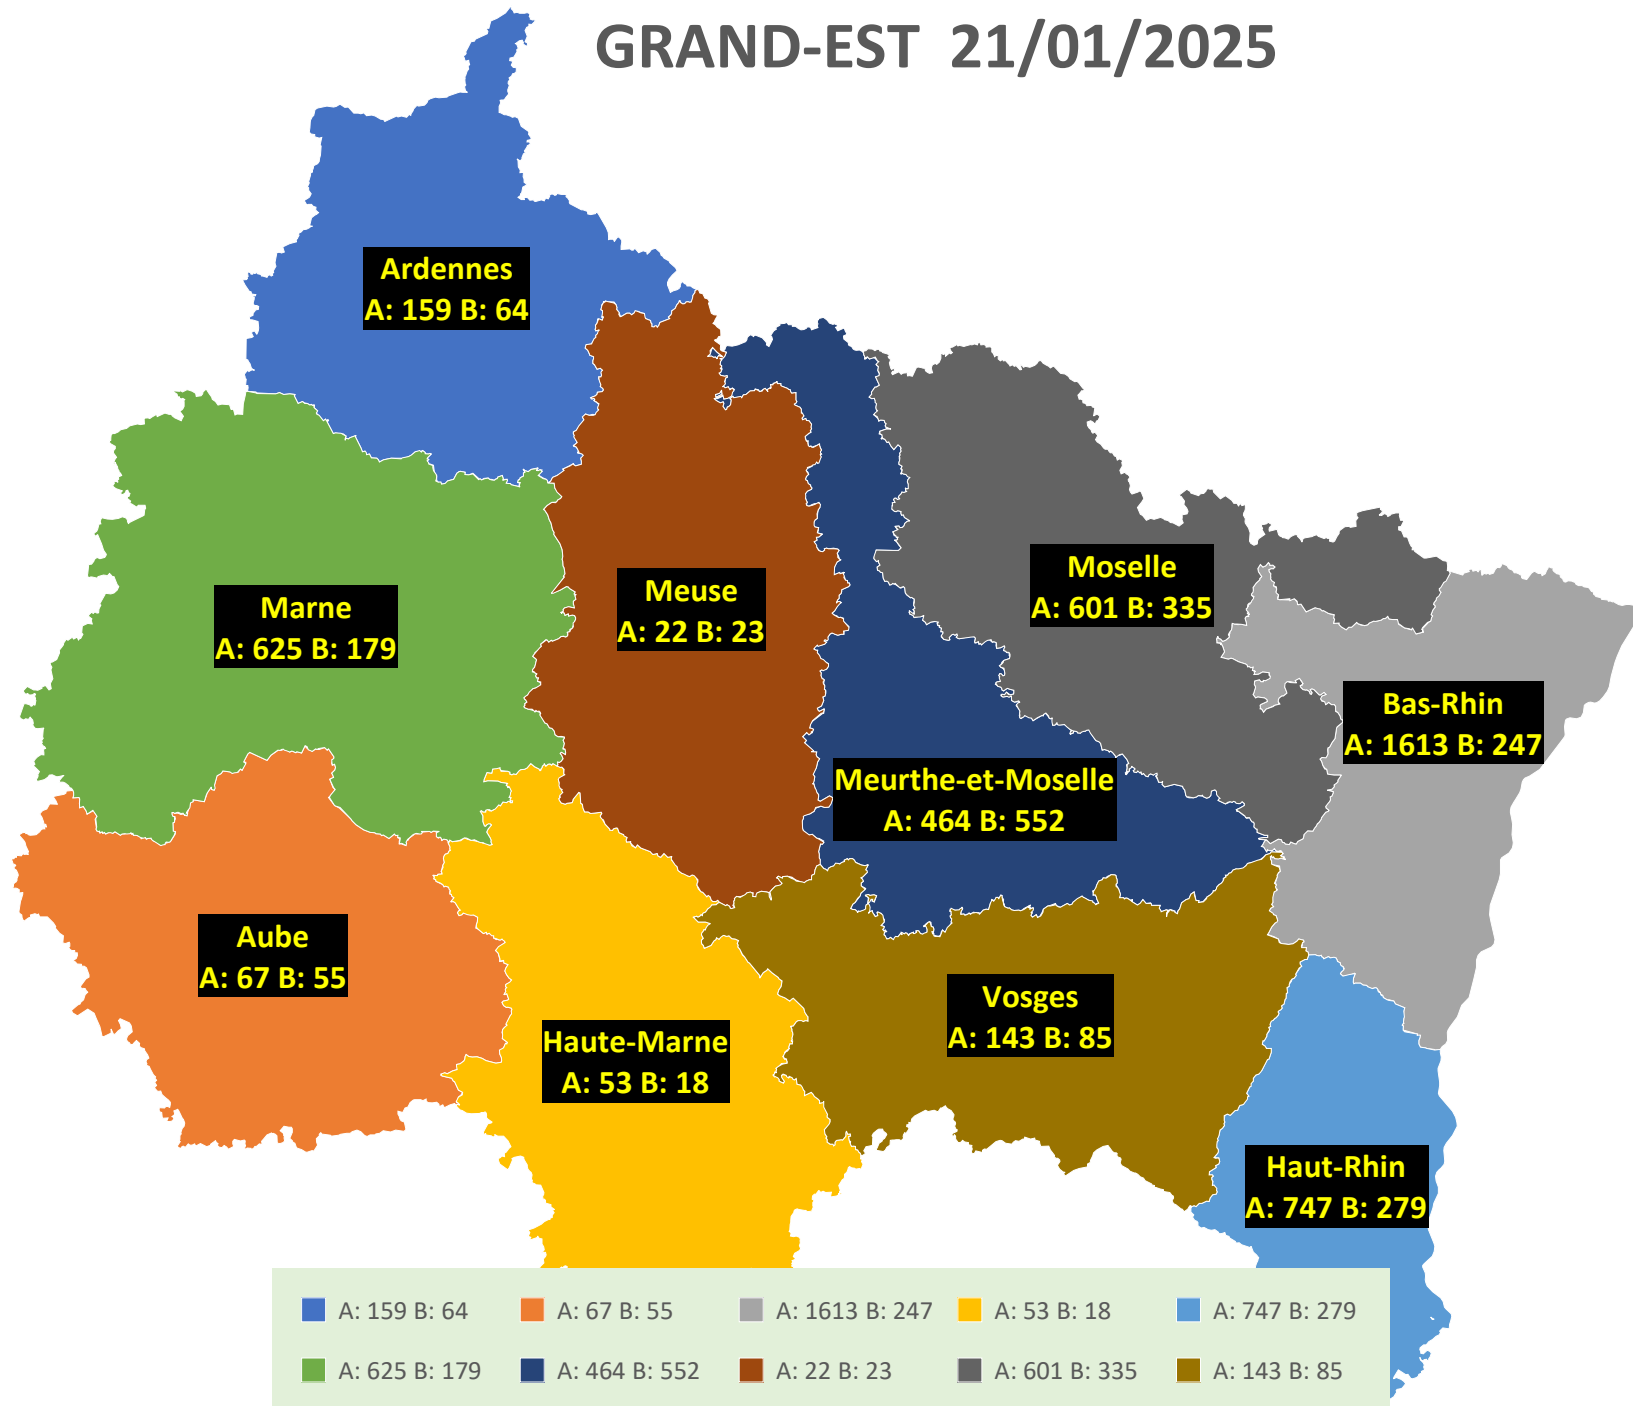 GRAND-EST 21/01/2025
Ardennes
A: 159 B: 64
Marne
A: 625 B: 179
Meuse
A: 22 B: 23
Moselle
A: 601 B: 335
Bas-Rhin
A: 1613 B: 247
Meurthe-et-Moselle
A: 464 B: 552
Aube
A: 67 B: 55
Haute-Marne
A: 53 B: 18
Vosges
A: 143 B: 85
Haut-Rhin
A: 747 B: 279
A: 159 B: 64
A: 67 B: 55
A: 1613 B: 247
A: 53 B: 18
A: 747 B: 279
A: 625 B: 179
A: 464 B: 552
A: 22 B: 23
A: 601 B: 335
A: 143 B: 85